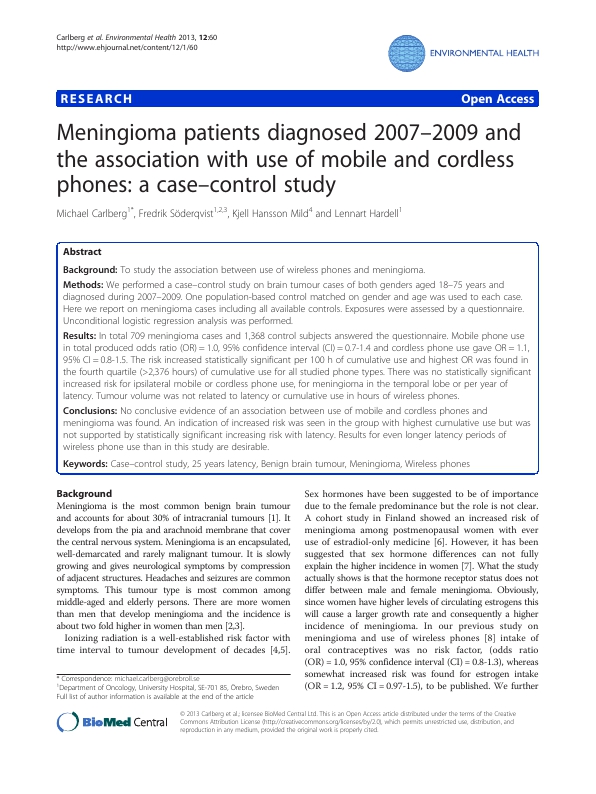 Carlberg et al. Environmental Health 2013, 12:60
http://www.ehjournal.net/content/12/1/60
ENVIRONMENTAL HEALTH
RESEARCH
Open Access
Meningioma patients diagnosed 2007–2009 and
the association with use of mobile and cordless
phones: a case–control study
Michael Carlberg1*, Fredrik Söderqvist1,2,3, Kjell Hansson Mild4 and Lennart Hardell1
Abstract
Background: To study the association between use of wireless phones and meningioma.
Methods: We performed a case–control study on brain tumour cases of both genders aged 18–75 years and
diagnosed during 2007–2009. One population-based control matched on gender and age was used to each case.
Here we report on meningioma cases including all available controls. Exposures were assessed by a questionnaire.
Unconditional logistic regression analysis was performed.
Results: In total 709 meningioma cases and 1,368 control subjects answered the questionnaire. Mobile phone use
in total produced odds ratio (OR) = 1.0, 95% confidence interval (CI) = 0.7-1.4 and cordless phone use gave OR = 1.1,
95% CI = 0.8-1.5. The risk increased statistically significant per 100 h of cumulative use and highest OR was found in
the fourth quartile (>2,376 hours) of cumulative use for all studied phone types. There was no statistically significant
increased risk for ipsilateral mobile or cordless phone use, for meningioma in the temporal lobe or per year of
latency. Tumour volume was not related to latency or cumulative use in hours of wireless phones.
Conclusions: No conclusive evidence of an association between use of mobile and cordless phones and
meningioma was found. An indication of increased risk was seen in the group with highest cumulative use but was
not supported by statistically significant increasing risk with latency. Results for even longer latency periods of
wireless phone use than in this study are desirable.
Keywords: Case–control study, 25 years latency, Benign brain tumour, Meningioma, Wireless phones
Background
Meningioma is the most common benign brain tumour
and accounts for about 30% of intracranial tumours [1]. It
develops from the pia and arachnoid membrane that cover
the central nervous system. Meningioma is an encapsulated,
well-demarcated and rarely malignant tumour. It is slowly
growing and gives neurological symptoms by compression
of adjacent structures. Headaches and seizures are common
symptoms. This tumour type is most common among
middle-aged and elderly persons. There are more women
than men that develop meningioma and the incidence is
about two fold higher in women than men [2,3].
Ionizing radiation is a well-established risk factor with
time interval to tumour development of decades [4,5].
Sex hormones have been suggested to be of importance
due to the female predominance but the role is not clear.
A cohort study in Finland showed an increased risk of
meningioma among postmenopausal women with ever
use of estradiol-only medicine [6]. However, it has been
suggested that sex hormone differences can not fully
explain the higher incidence in women [7]. What the study
actually shows is that the hormone receptor status does not
differ between male and female meningioma. Obviously,
since women have higher levels of circulating estrogens this
will cause a larger growth rate and consequently a higher
incidence of meningioma. In our previous study on
meningioma and use of wireless phones [8] intake of
oral contraceptives was no risk factor, (odds ratio
(OR) = 1.0, 95% confidence interval (CI) = 0.8-1.3), whereas
somewhat increased risk was found for estrogen intake
(OR = 1.2, 95% CI = 0.97-1.5), to be published. We further
* Correspondence: michael.carlberg@orebroll.se
1Department of Oncology, University Hospital, SE-701 85, Örebro, Sweden
Full list of author information is available at the end of the article
BioMed Central
© 2013 Carlberg et al.; licensee BioMed Central Ltd. This is an Open Access article distributed under the terms of the Creative
Commons Attribution License (http://creativecommons.org/licenses/by/2.0), which permits unrestricted use, distribution, and
reproduction in any medium, provided the original work is properly cited.